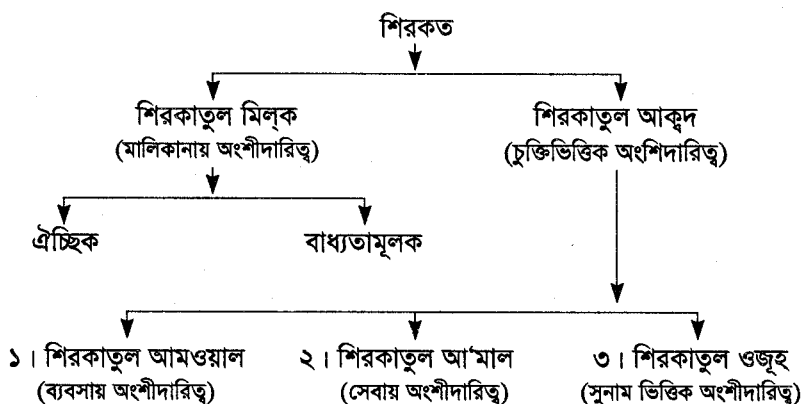 শিরকত
শিরকাতুল মিল্‌ক
(মালিকানায় অংশীদারিত্ব)
শিরকাতুল আক্বদ
(চুক্তিভিত্তিক অংশিদারিত্ব)
ঐচ্ছিক
বাধ্যতামূলক
১। শিরকাতুল আমওয়াল
(ব্যবসায় অংশীদারিত্ব)
২। শিরকাতুল আ'মাল
(সেবায় অংশীদারিত্ব)
৩। শিরকাতুল ওজূহ
(সুনাম ভিত্তিক অংশীদারিত্ব)